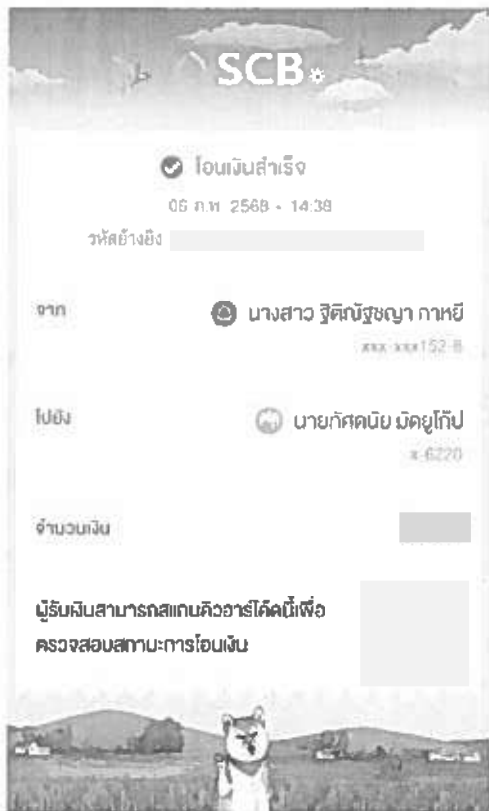 SCB
โอนเงินสำเร็จ
06 ก.พ. 2568 - 14:38
รหัสอ้างอิง
จาก
นางสาว ฐิติณัฐชญา กาหยี
xxx-xxx152-6
ไปยัง
นายทัศดนัย มัดยูโก๊ป
x-6220
จำนวนเงิน
ผู้รับเงินสามารถสแกนคิวอาร์โค้ดนี้เพื่อ
ตรวจสอบสถานะการโอนเงิน